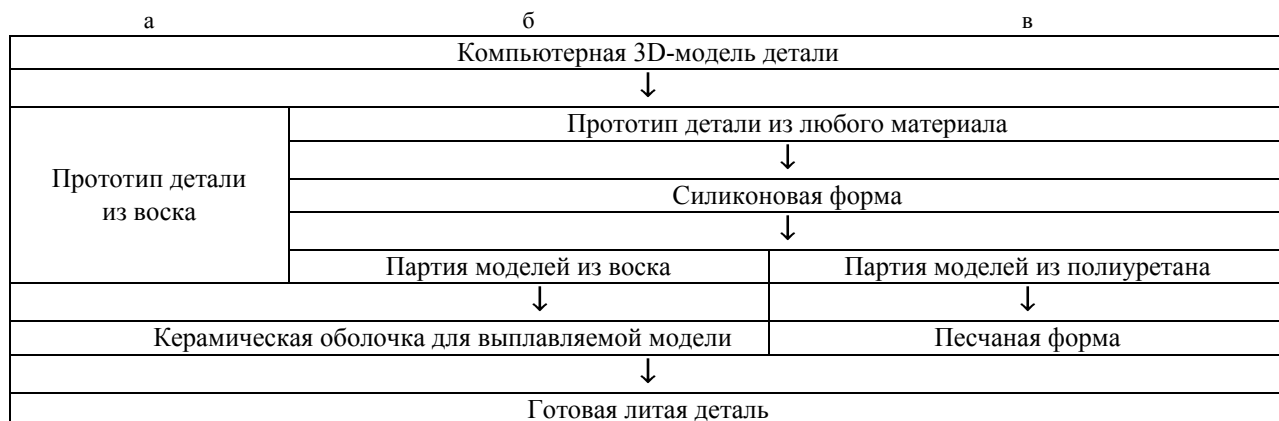 а б в
Компьютерная 3D-модель детали
↓
Прототип детали из любого материала
↓
Прототип детали
из воска
Силиконовая форма
↓
Партия моделей из воска Партия моделей из полиуретана
↓ ↓
Керамическая оболочка для выплавляемой модели Песчаная форма
↓
Готовая литая деталь